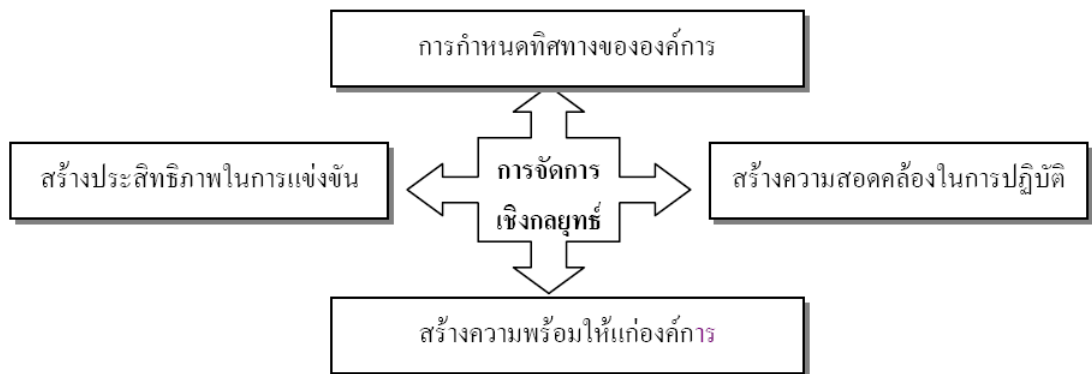 การกำหนดทิศทางขององค์การ
สร้างประสิทธิภาพในการแข่งขัน
การจัดการ
เชิงกลยุทธ์
สร้างความสอดคล้องในการปฏิบัติ
สร้างความพร้อมให้แก่องค์การ